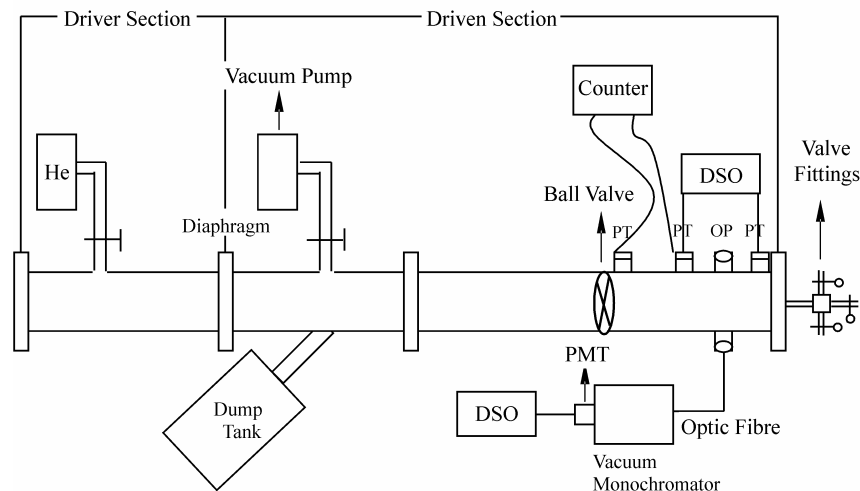 Driver Section
Driven Section
Vacuum Pump
Counter
He
DSO
Valve
Fittings
Ball Valve
Diaphragm
PT
PT
OP
PT
PMT
Dump
Tank
DSO
Optic Fibre
Vacuum
Monochromator